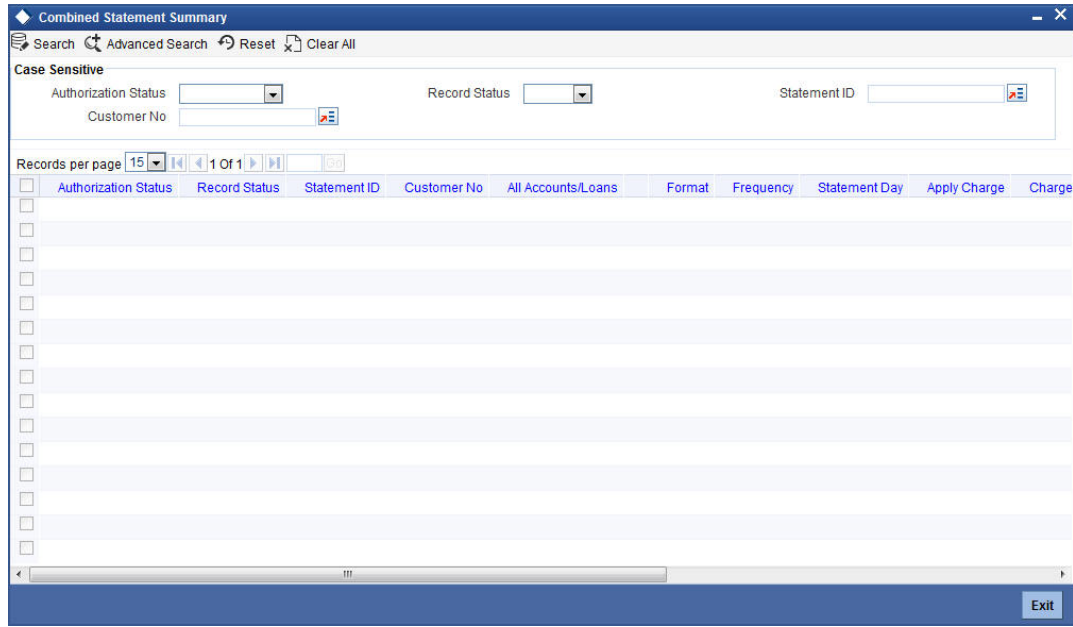 Combined Statement Summary
Search Advanced Search Reset Clear All
Case Sensitive
Authorization Status Record Status Statement ID
Customer No
Records per page 15 1 Of 1 Go
Authorization Status Record Status Statement ID Customer No All Accounts/Loans Format Frequency Statement Day Apply Charge Charge
Exit